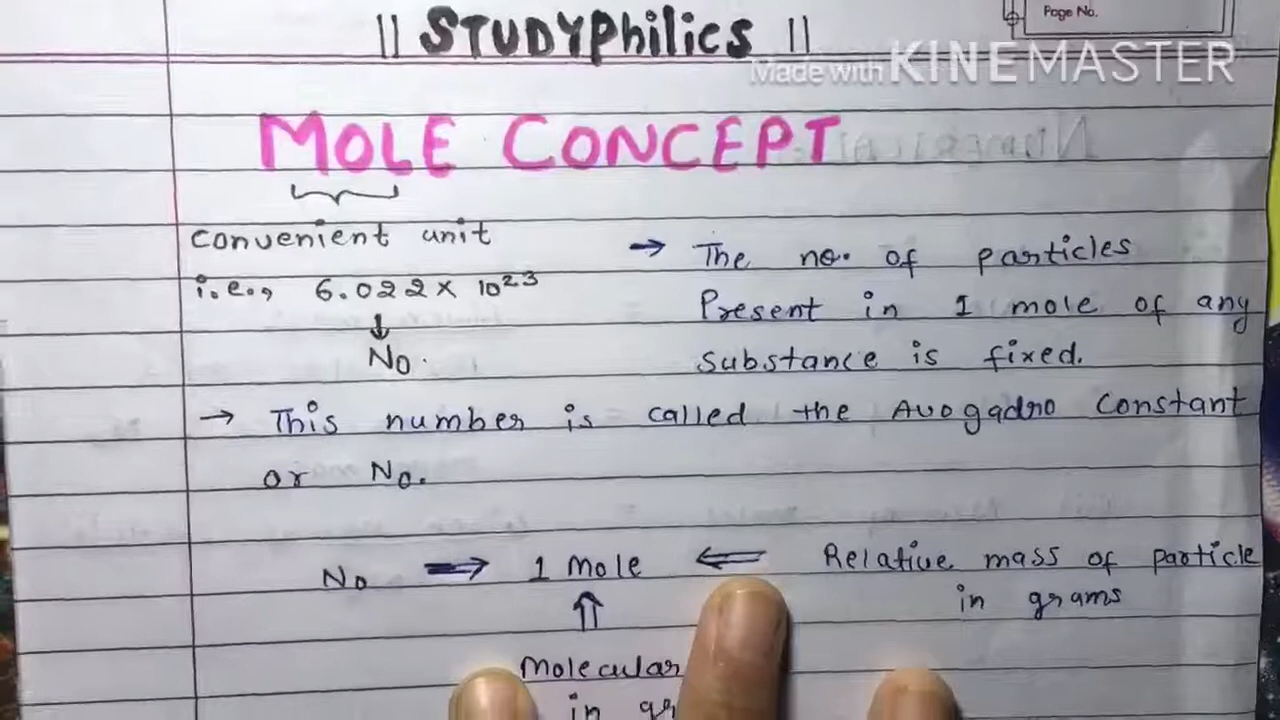 || STUDYPhilics ||
Page No.
Made with KINEMASTER
MOLE CONCEPT
Convenient unit
i.e., 6.022 x 10²³
↓
No.
→ The no. of particles
Present in 1 mole of any
substance is fixed.
→ This number is called the Avogadro Constant
or No.
No ⇒ 1 Mole ⇐ Relative mass of particle
in grams
⇑
Molecular
in